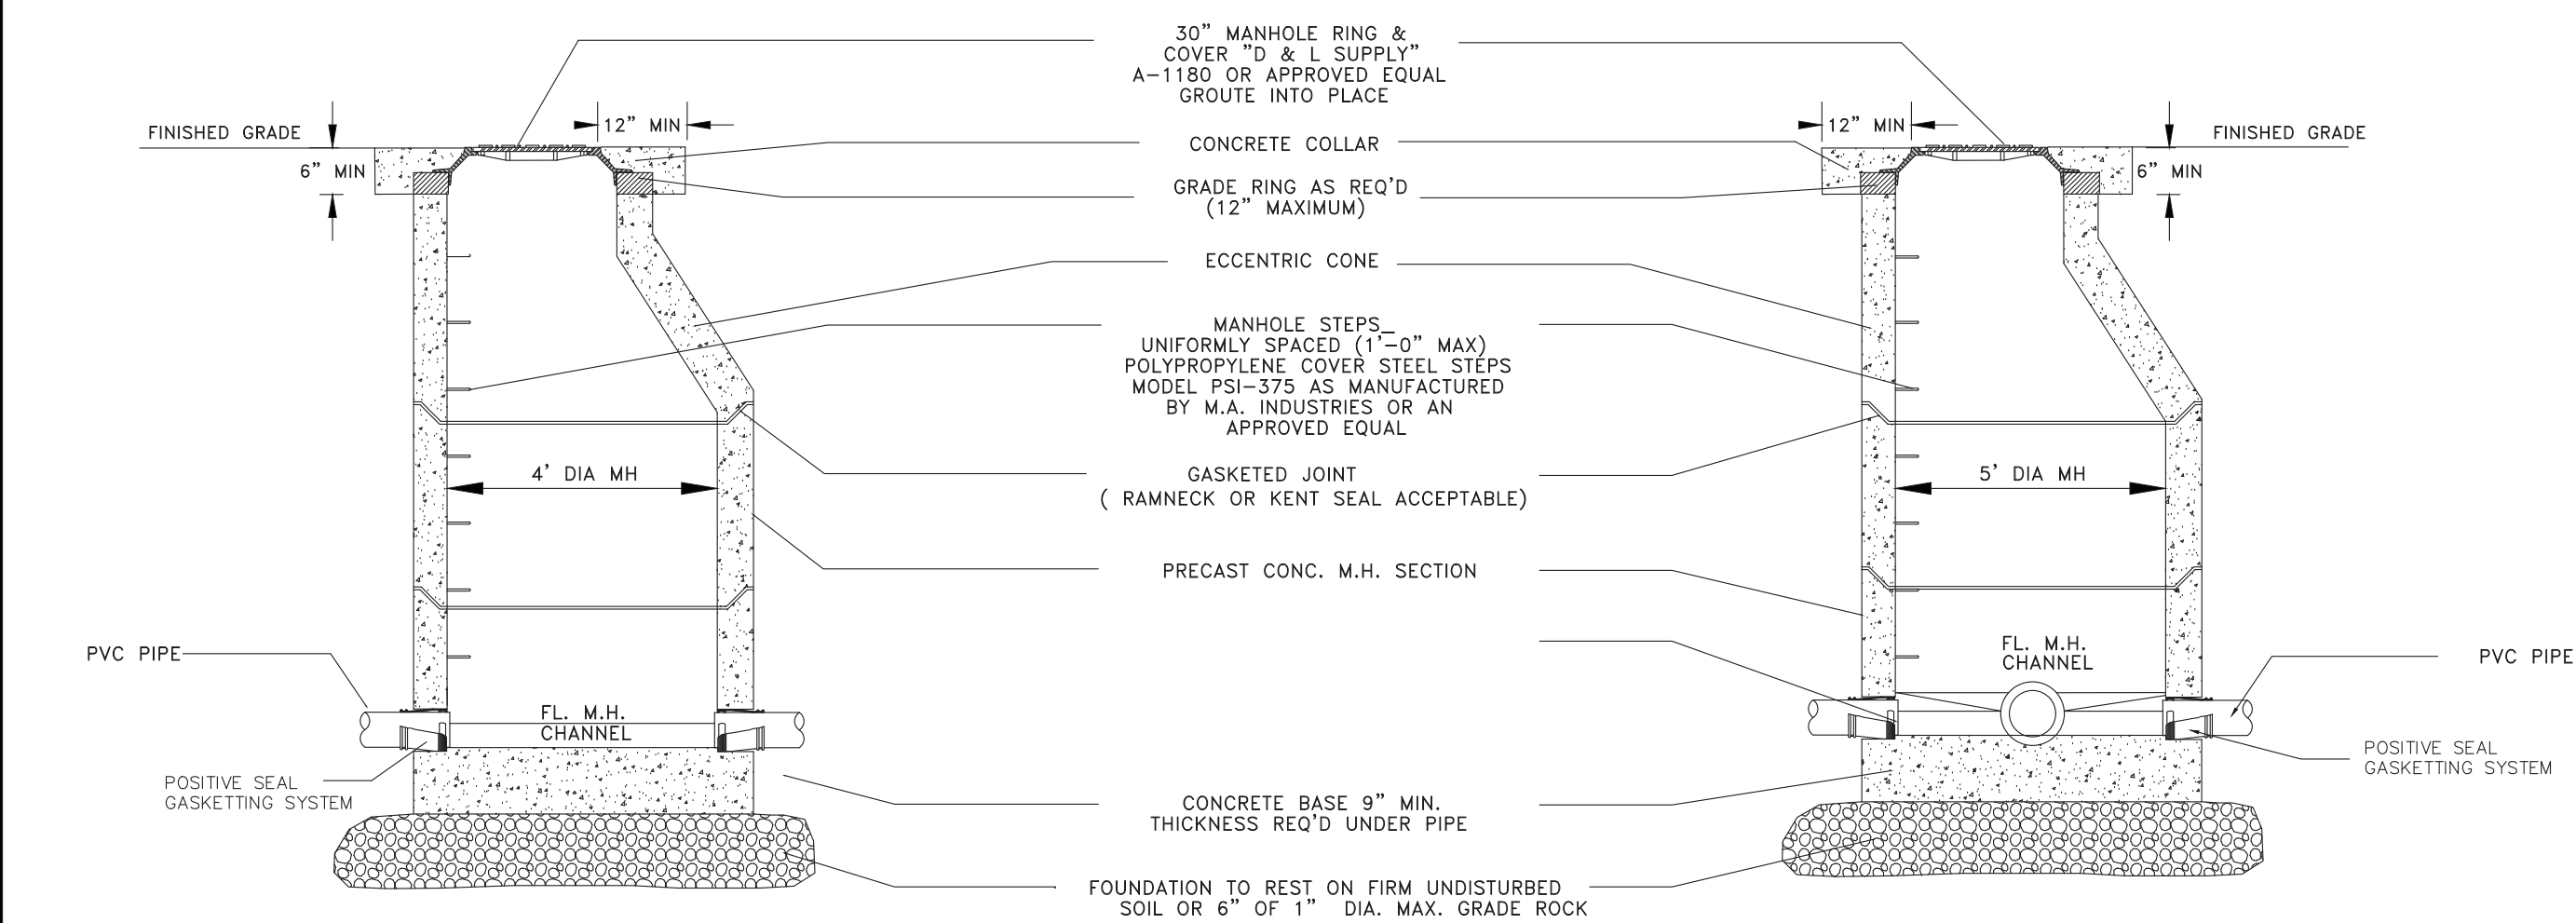 30” MANHOLE RING &
COVER ”D & L SUPPLY”
A-1180 OR APPROVED EQUAL
GROUTE INTO PLACE
12” MIN
12” MIN
FINISHED GRADE
FINISHED GRADE
CONCRETE COLLAR
6” MIN
6” MIN
GRADE RING AS REQ’D
(12” MAXIMUM)
ECCENTRIC CONE
MANHOLE STEPS_
UNIFORMLY SPACED (1’-0” MAX)
POLYPROPYLENE COVER STEEL STEPS
MODEL PSI-375 AS MANUFACTURED
BY M.A. INDUSTRIES OR AN
APPROVED EQUAL
4’ DIA MH
GASKETED JOINT
( RAMNECK OR KENT SEAL ACCEPTABLE)
5’ DIA MH
PRECAST CONC. M.H. SECTION
PVC PIPE
FL. M.H.
CHANNEL
PVC PIPE
FL. M.H.
CHANNEL
POSITIVE SEAL
GASKETTING SYSTEM
POSITIVE SEAL
GASKETTING SYSTEM
CONCRETE BASE 9” MIN.
THICKNESS REQ’D UNDER PIPE
FOUNDATION TO REST ON FIRM UNDISTURBED
SOIL OR 6” OF 1” DIA. MAX. GRADE ROCK